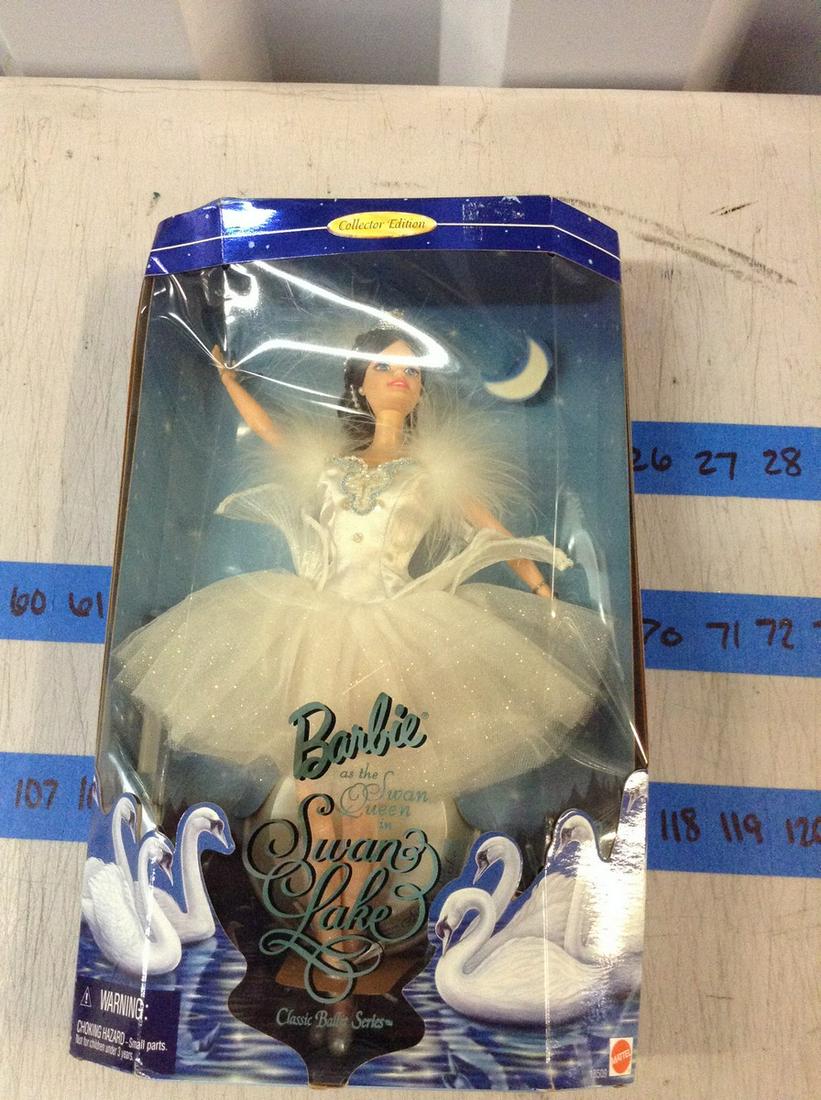 Collector Edition
26 27 28
60 61
70 71 72
107
118 119 120
Barbie
as the
Swan
Queen
in
Swan
Lake
Classic Ballet Series™
WARNING:
CHOKING HAZARD - Small parts.
Not for children under 3 years.
MATTEL